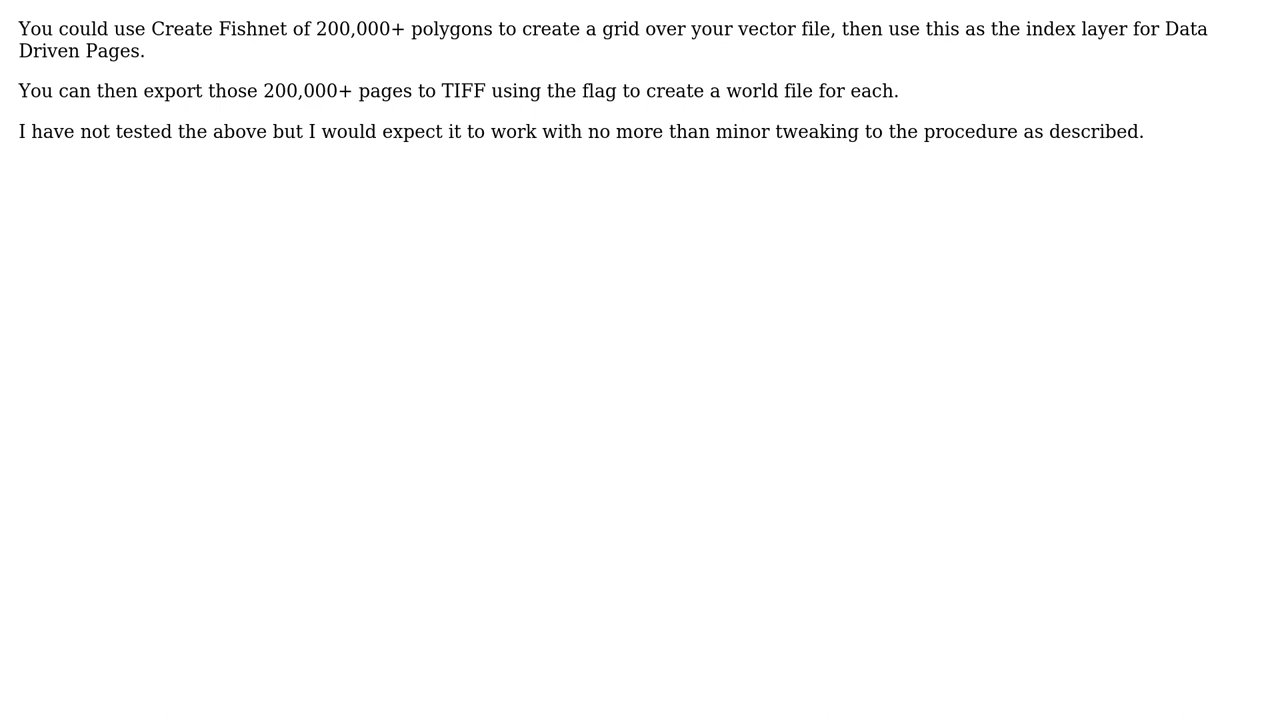 You could use Create Fishnet of 200,000+ polygons to create a grid over your vector file, then use this as the index layer for Data
Driven Pages.
You can then export those 200,000+ pages to TIFF using the flag to create a world file for each.
I have not tested the above but I would expect it to work with no more than minor tweaking to the procedure as described.